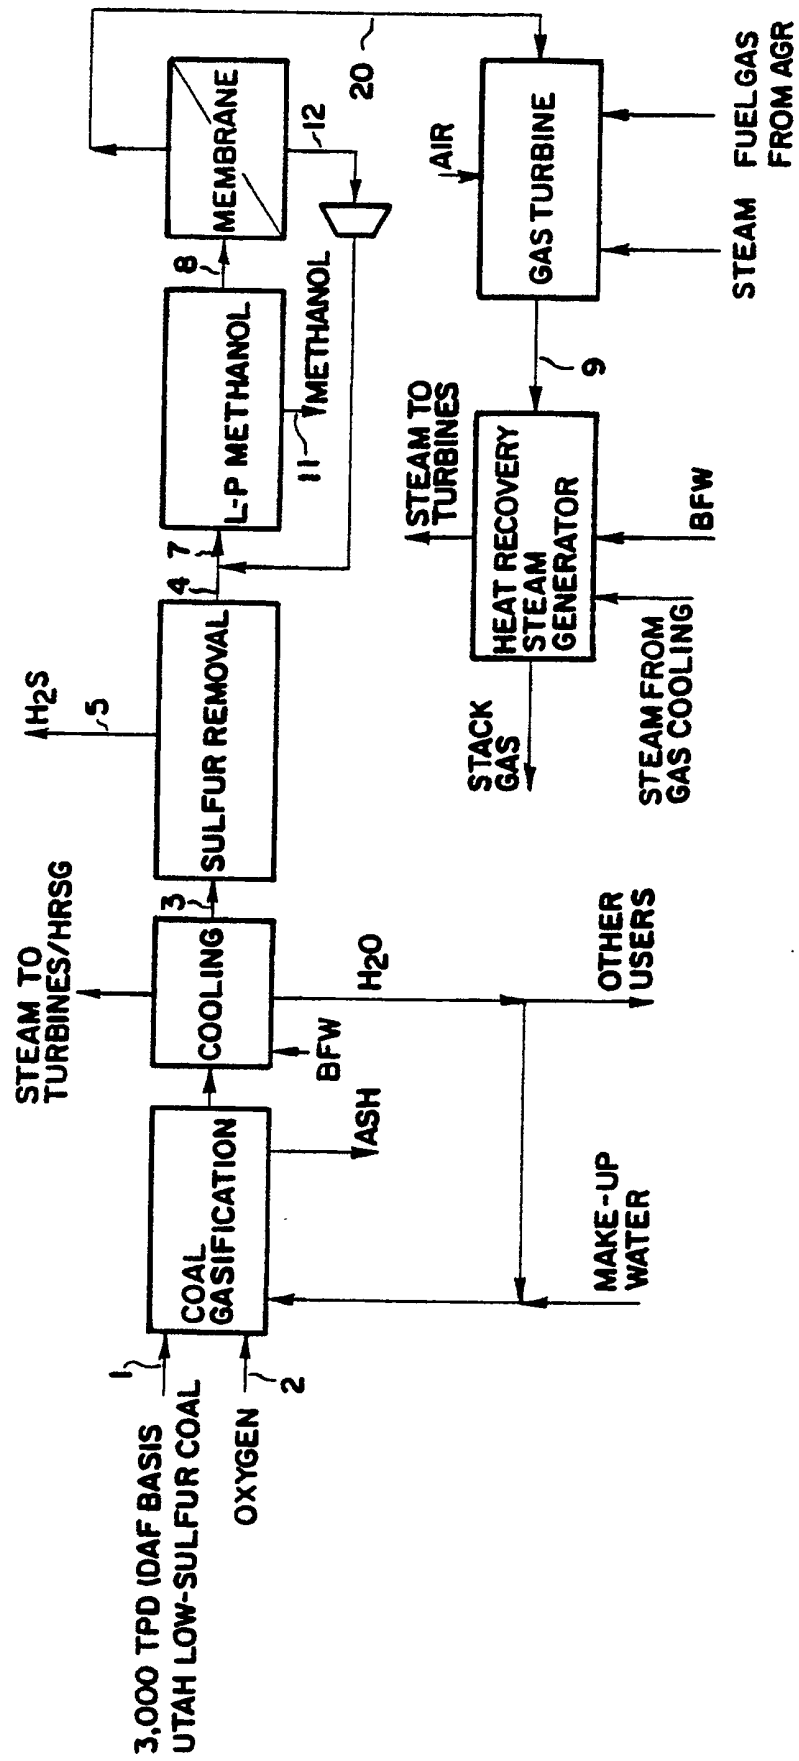 3,000 TPD (DAF BASIS
UTAH LOW-SULFUR COAL
1
OXYGEN
2
COAL
GASIFICATION
ASH
MAKE-UP
WATER
STEAM TO
TURBINES/HRSG
COOLING
BFW
H2O
OTHER
USERS
3
SULFUR REMOVAL
H2S
5
4
7
L-P METHANOL
11
METHANOL
8
MEMBRANE
12
20
AIR
GAS TURBINE
STEAM
FUEL GAS
FROM AGR
9
HEAT RECOVERY
STEAM
GENERATOR
STEAM TO
TURBINES
STACK
GAS
STEAM FROM
GAS COOLING
BFW